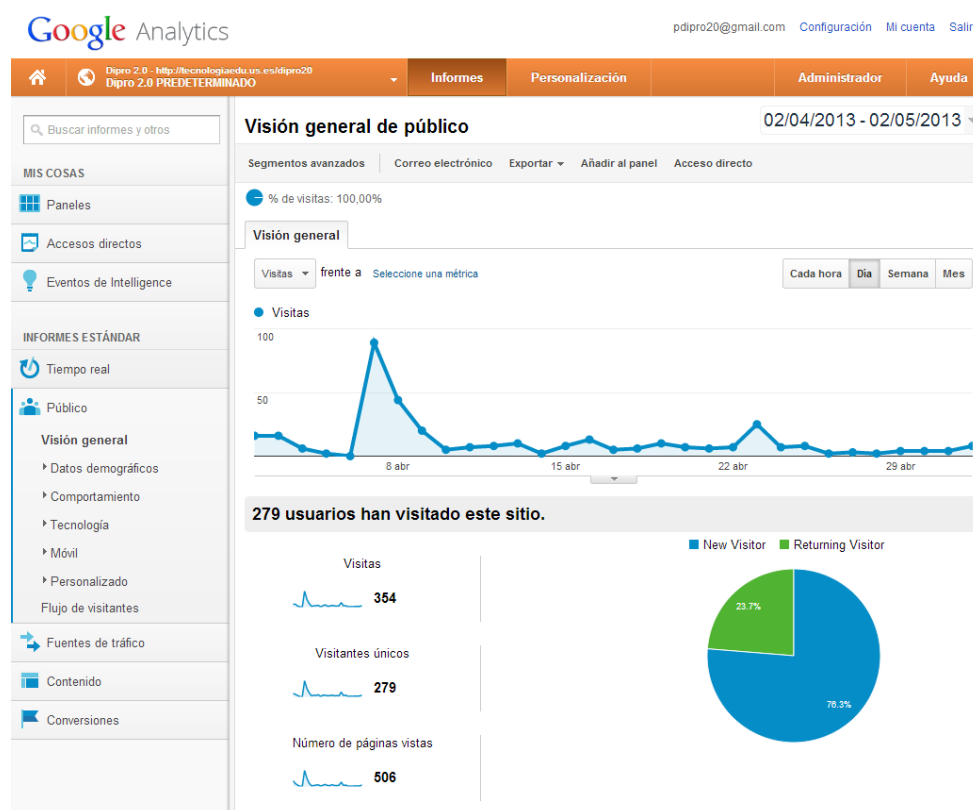 Google Analytics
pdipro20@gmail.com Configuración Mi cuenta Salir
Dipro 2.0 - http://tecnologiaedu.us.es/dipro20
Dipro 2.0 PREDETERMINADO
Informes Personalización Administrador Ayuda
Buscar informes y otros
MIS COSAS
Paneles
Accesos directos
Eventos de Intelligence
INFORMES ESTÁNDAR
Tiempo real
Público
Visión general
Datos demográficos
Comportamiento
Tecnología
Móvil
Personalizado
Flujo de visitantes
Fuentes de tráfico
Contenido
Conversiones
Visión general de público
02/04/2013 - 02/05/2013
Segmentos avanzados Correo electrónico Exportar Añadir al panel Acceso directo
% de visitas: 100,00%
Visión general
Visitas frente a Seleccione una métrica
Cada hora Día Semana Mes
Visitas
100
50
8 abr 15 abr 22 abr 29 abr
279 usuarios han visitado este sitio.
Visitas
354
Visitantes únicos
279
Número de páginas vistas
506
New Visitor Returning Visitor
23.7%
76.3%